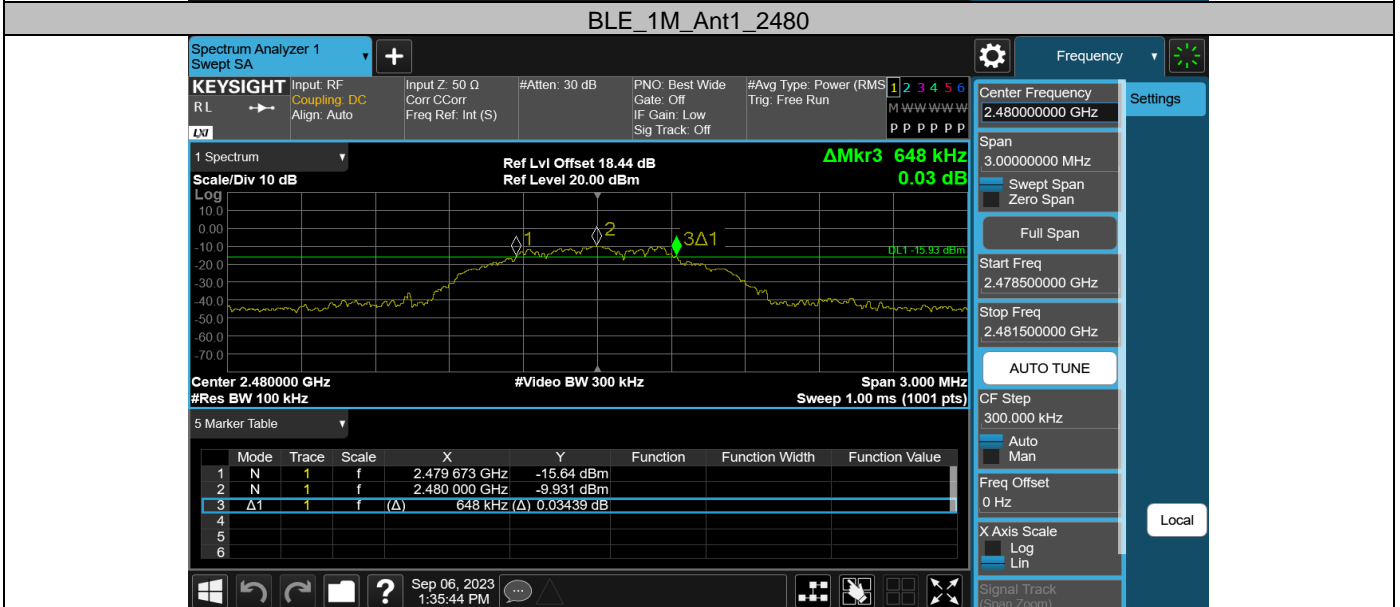 BLE_1M_Ant1_2480
Spectrum Analyzer 1
Swept SA
Frequency
KEYSIGHT
R L
LXI
Input: RF
Coupling: DC
Align: Auto
Input Z: 50 Ω
Corr CCorr
Freq Ref: Int (S)
#Atten: 30 dB
PNO: Best Wide
Gate: Off
IF Gain: Low
Sig Track: Off
#Avg Type: Power (RMS
Trig: Free Run
1 2 3 4 5 6
M W W W W W
P P P P P P
1 Spectrum
Scale/Div 10 dB
Ref Lvl Offset 18.44 dB
Ref Level 20.00 dBm
ΔMkr3 648 kHz
0.03 dB
Log
10.0
0.00
-10.0
-20.0
-30.0
-40.0
-50.0
-60.0
-70.0
1
2
3Δ1
DL1 -15.93 dBm
Center 2.480000 GHz
#Video BW 300 kHz
Span 3.000 MHz
#Res BW 100 kHz
Sweep 1.00 ms (1001 pts)
5 Marker Table
Mode Trace Scale X Y Function Function Width Function Value
1 N 1 f 2.479 673 GHz -15.64 dBm
2 N 1 f 2.480 000 GHz -9.931 dBm
3 Δ1 1 f (Δ) 648 kHz (Δ) 0.03439 dB
4
5
6
?
Sep 06, 2023
1:35:44 PM
Center Frequency
2.480000000 GHz
Settings
Span
3.00000000 MHz
Swept Span
Zero Span
Full Span
Start Freq
2.478500000 GHz
Stop Freq
2.481500000 GHz
AUTO TUNE
CF Step
300.000 kHz
Auto
Man
Freq Offset
0 Hz
X Axis Scale
Log
Lin
Local
Signal Track
(Span Zoom)